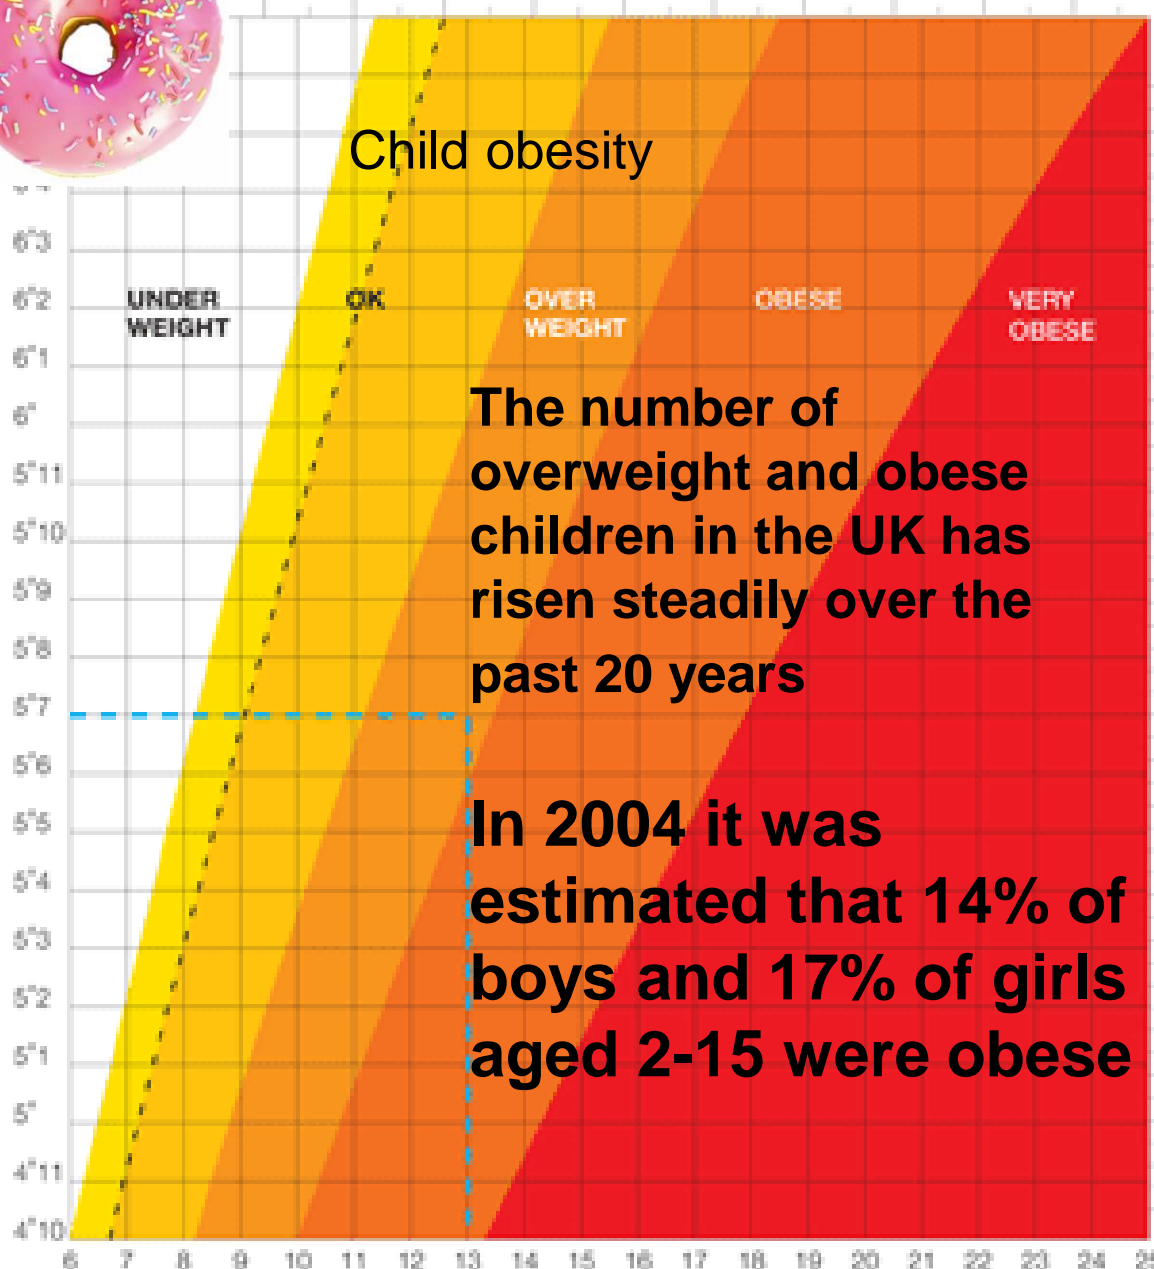 Child obesity
6"3
6"2
UNDER
WEIGHT
OK
OVER
WEIGHT
OBESE
VERY
OBESE
6"1
6"
The number of
overweight and obese
children in the UK has
risen steadily over the
past 20 years
5"11
5"10
5"9
5"8
5"7
5"6
5"5
5"4
5"3
5"2
5"1
5"
4"11
4"10
In 2004 it was
estimated that 14% of
boys and 17% of girls
aged 2-15 were obese
6 7 8 9 10 11 12 13 14 15 16 17 18 19 20 21 22 23 24